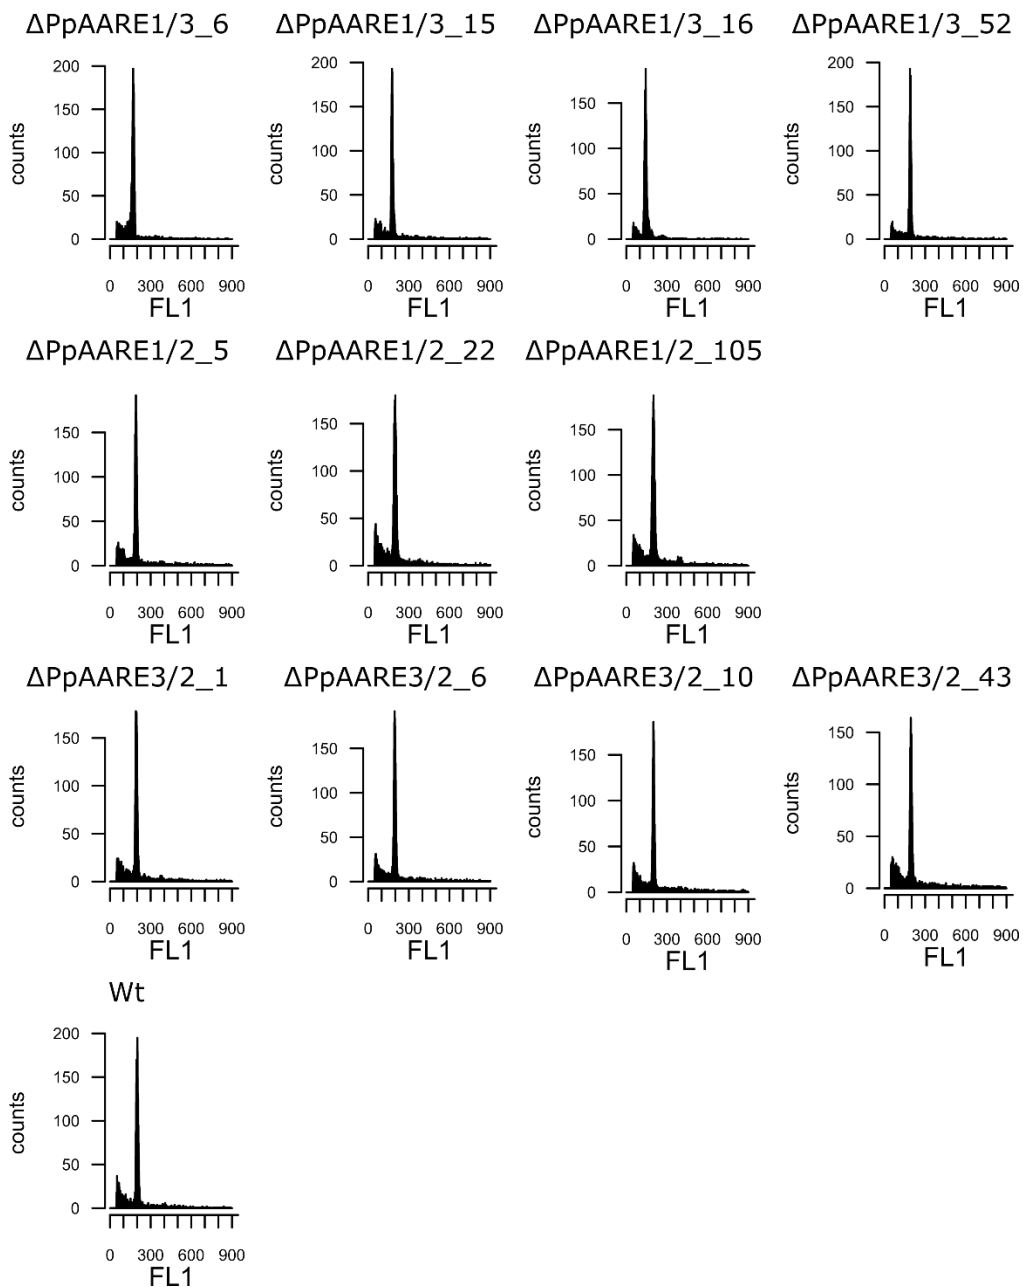 ΔPpAARE1/3_6 ΔPpAARE1/3_15 ΔPpAARE1/3_16 ΔPpAARE1/3_52
200
150
100
50
0
counts
0 300 600 900
FL1
200
150
100
50
0
counts
0 300 600 900
FL1
150
100
50
0
counts
0 300 600 900
FL1
200
150
100
50
0
counts
0 300 600 900
FL1
ΔPpAARE1/2_5 ΔPpAARE1/2_22 ΔPpAARE1/2_105
150
100
50
0
counts
0 300 600 900
FL1
150
100
50
0
counts
0 300 600 900
FL1
150
100
50
0
counts
0 300 600 900
FL1
ΔPpAARE3/2_1 ΔPpAARE3/2_6 ΔPpAARE3/2_10 ΔPpAARE3/2_43
150
100
50
0
counts
0 300 600 900
FL1
150
100
50
0
counts
0 300 600 900
FL1
150
100
50
0
counts
0 300 600 900
FL1
150
100
50
0
counts
0 300 600 900
FL1
Wt
200
150
100
50
0
counts
0 300 600 900
FL1